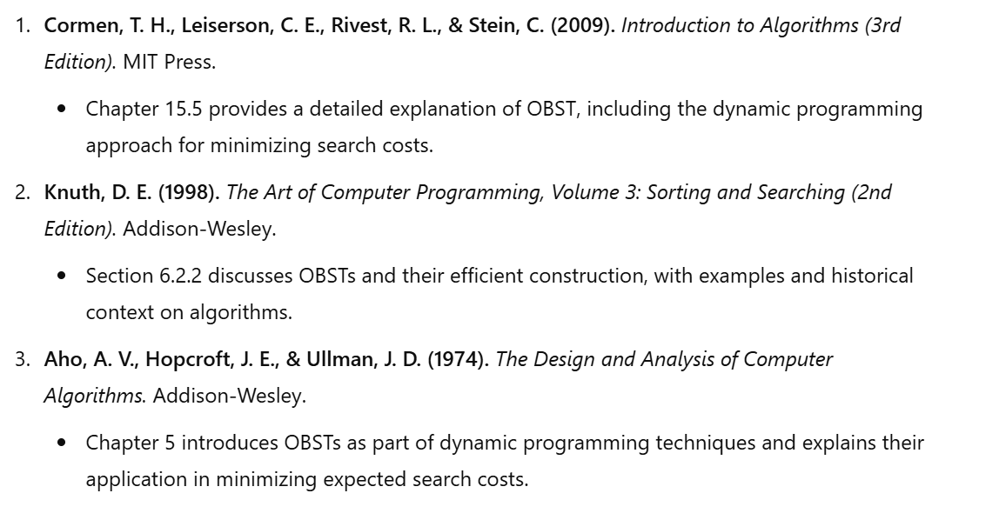 1. Cormen, T. H., Leiserson, C. E., Rivest, R. L., & Stein, C. (2009). Introduction to Algorithms (3rd
Edition). MIT Press.
• Chapter 15.5 provides a detailed explanation of OBST, including the dynamic programming
approach for minimizing search costs.
2. Knuth, D. E. (1998). The Art of Computer Programming, Volume 3: Sorting and Searching (2nd
Edition). Addison-Wesley.
• Section 6.2.2 discusses OBSTs and their efficient construction, with examples and historical
context on algorithms.
3. Aho, A. V., Hopcroft, J. E., & Ullman, J. D. (1974). The Design and Analysis of Computer
Algorithms. Addison-Wesley.
• Chapter 5 introduces OBSTs as part of dynamic programming techniques and explains their
application in minimizing expected search costs.